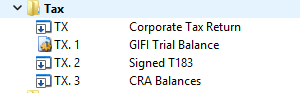 Tax
TX Corporate Tax Return
TX. 1 GIFI Trial Balance
TX. 2 Signed T183
TX. 3 CRA Balances